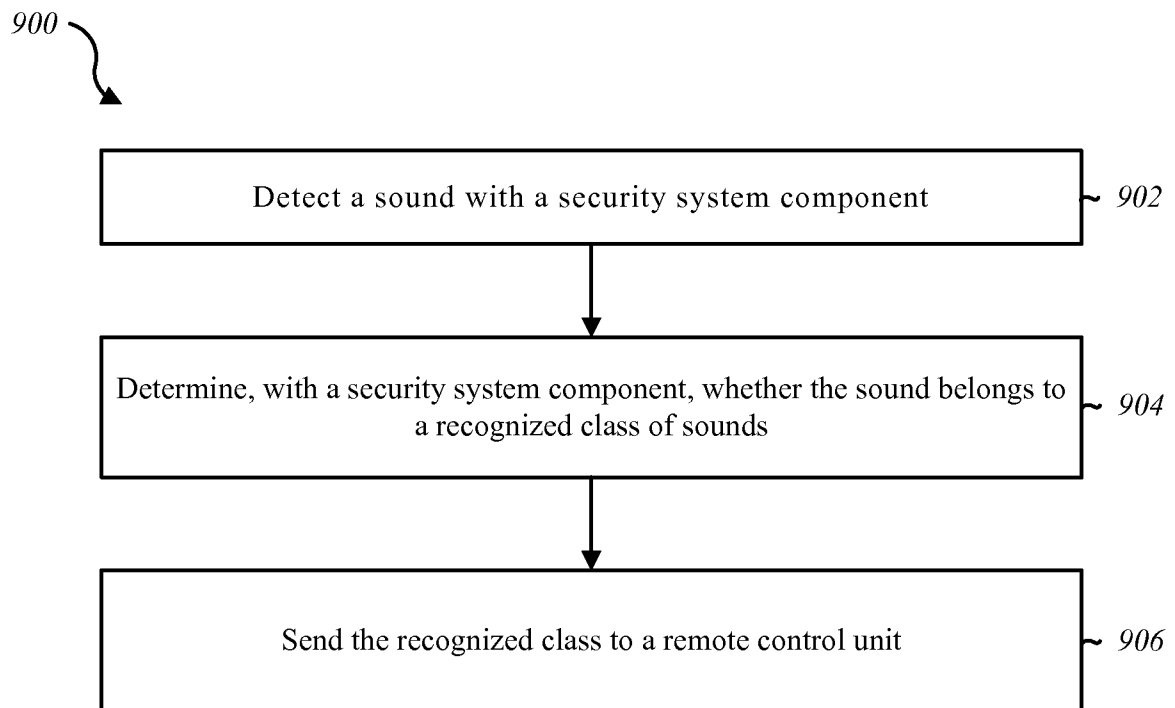 900
Detect a sound with a security system component
902
Determine, with a security system component, whether the sound belongs to
a recognized class of sounds
904
Send the recognized class to a remote control unit
906